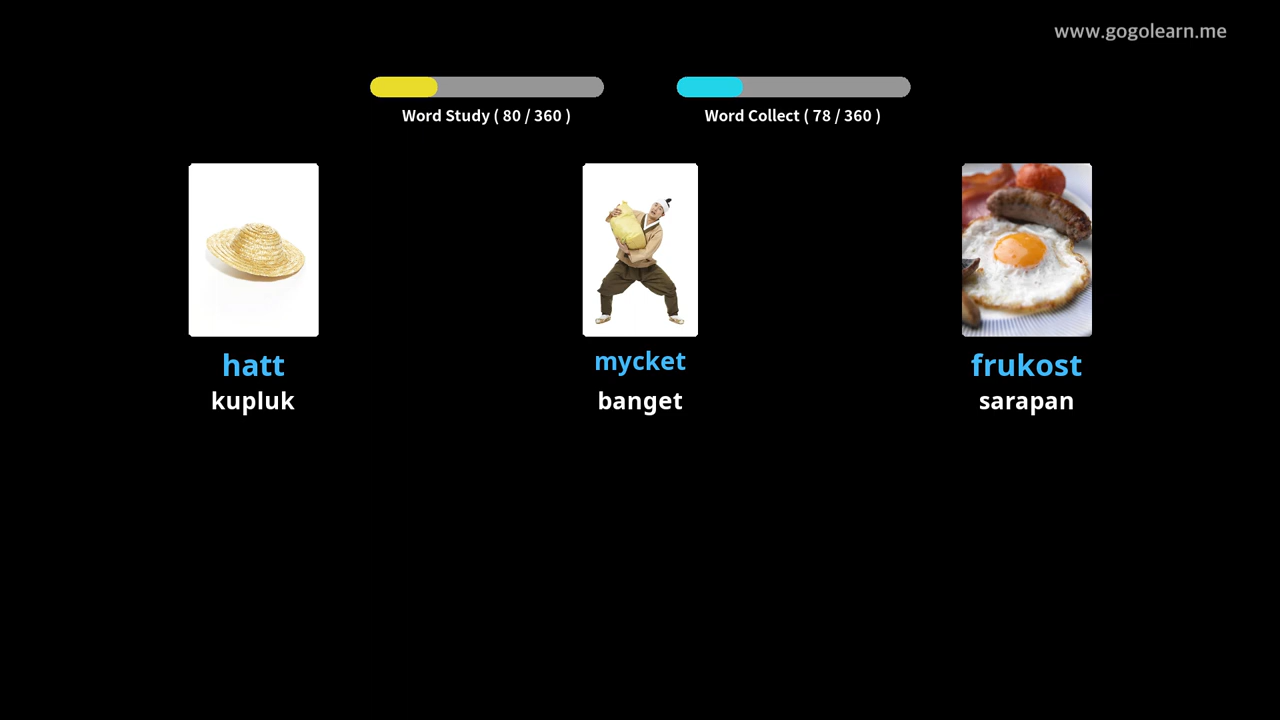 www.gogolearn.me
Word Study ( 80 / 360 )
Word Collect ( 78 / 360 )
hatt
mycket
frukost
kupluk
banget
sarapan